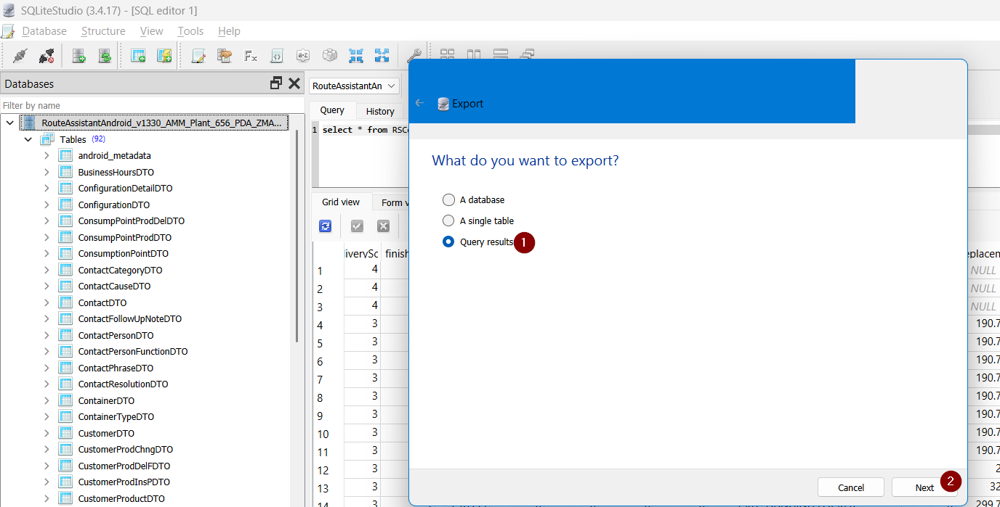 SQLiteStudio (3.4.17) - [SQL editor 1]
Database Structure View Tools Help
Databases
Filter by name
RouteAssistantAndroid_v1330_AMM_Plant_656_PDA_ZMA...
Tables (92)
android_metadata
BusinessHoursDTO
ConfigurationDetailDTO
ConfigurationDTO
ConsumpPointProdDelDTO
ConsumpPointProdDTO
ConsumptionPointDTO
ContactCategoryDTO
ContactCauseDTO
ContactDTO
ContactFollowUpNoteDTO
ContactPersonDTO
ContactPersonFunctionDTO
ContactPhraseDTO
ContactResolutionDTO
ContainerDTO
ContainerTypeDTO
CustomerDTO
CustomerProdChngDTO
CustomerProdDelFDTO
CustomerProdInsPDTO
CustomerProductDTO
RouteAssistantAn
Query History
1 select * from RSC
Grid view Form v
iverySc finish
1 4
2 4
3 4
4 3
5 3
6 3
7 3
8 3
9 3
10 3
11 3
12 3
13 3
14 3
Export
What do you want to export?
A database
A single table
Query results 1
Cancel Next 2
eplacem
NULL
NULL
NULL
190.7
190.7
190.7
190.7
190.7
190.7
190.7
190.7
2
32
299.7